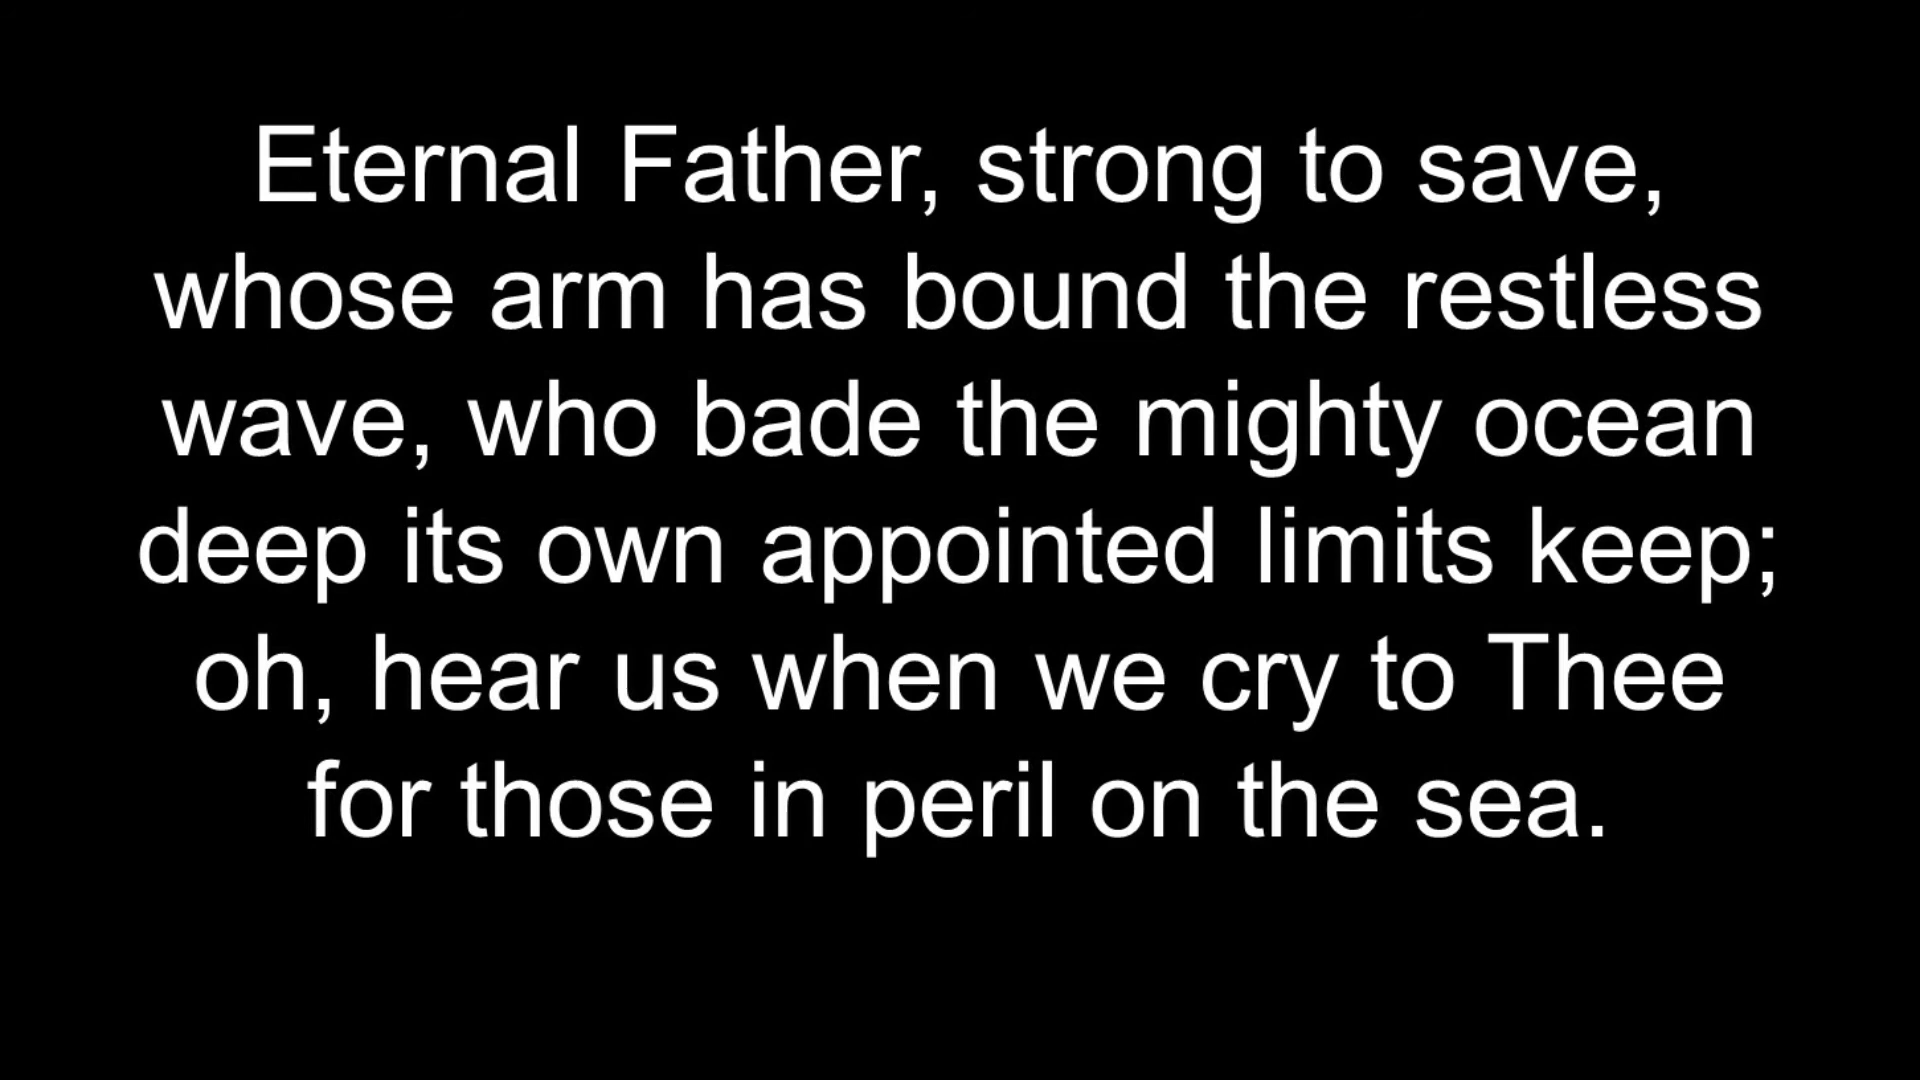 Eternal Father, strong to save,
whose arm has bound the restless
wave, who bade the mighty ocean
deep its own appointed limits keep;
oh, hear us when we cry to Thee
for those in peril on the sea.